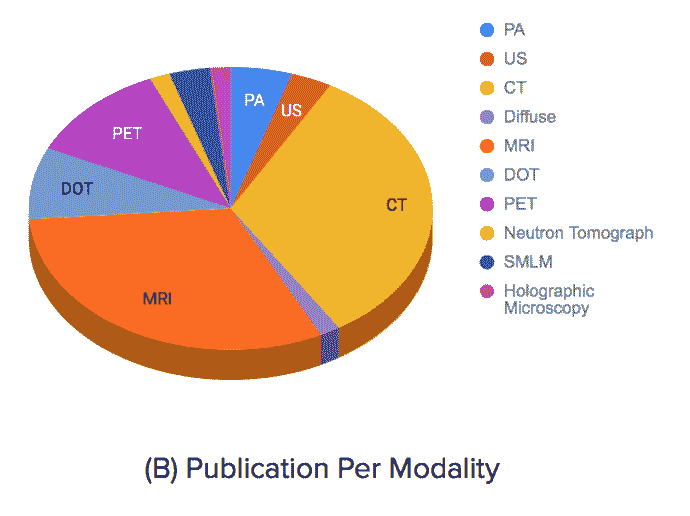 PA
US
CT
Diffuse
MRI
DOT
PET
Neutron Tomograph
SMLM
Holographic
Microscopy
PA
US
PET
DOT
CT
MRI
(B) Publication Per Modality